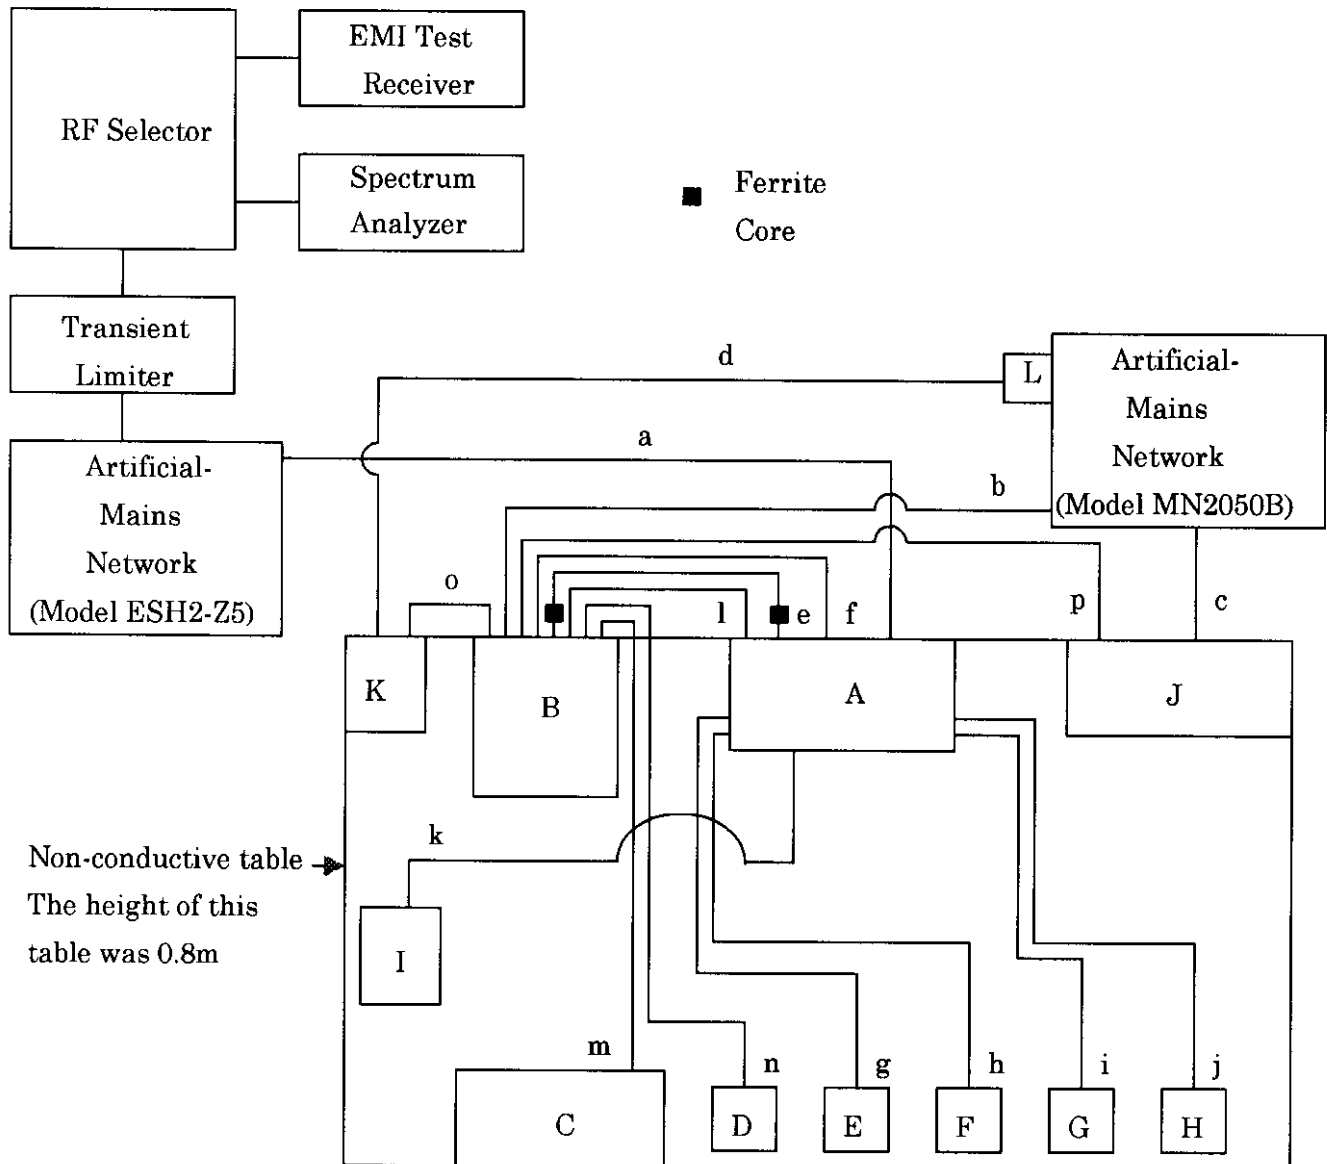 EMI Test
Receiver
RF Selector
Spectrum
Analyzer
Ferrite
Core
Transient
Limiter
d
L
Artificial-
Mains
Network
(Model MN2050B)
a
Artificial-
Mains
Network
(Model ESH2-Z5)
b
o
l
e
f
p
c
K
B
A
J
k
Non-conductive table
The height of this
table was 0.8m
I
m
n
g
h
i
j
C
D
E
F
G
H